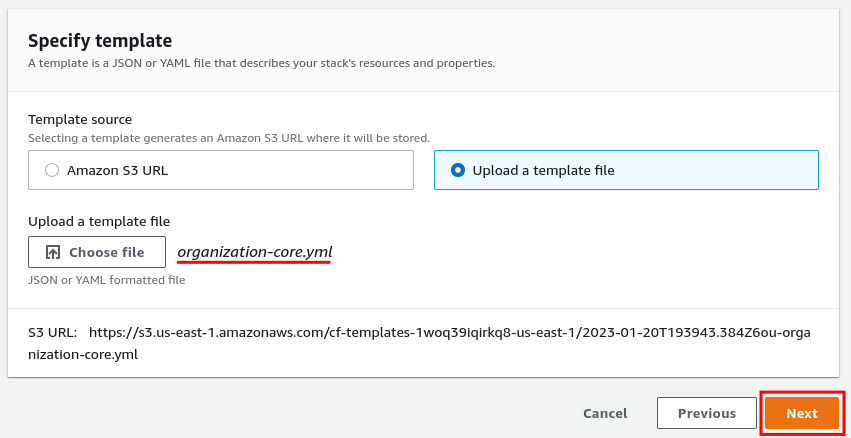 Specify template
A template is a JSON or YAML file that describes your stack's resources and properties.
Template source
Selecting a template generates an Amazon S3 URL where it will be stored.
Amazon S3 URL
Upload a template file
Upload a template file
Choose file
organization-core.yml
JSON or YAML formatted file
S3 URL: https://s3.us-east-1.amazonaws.com/cf-templates-1woq39iqirkq8-us-east-1/2023-01-20T193943.384Z6ou-orga
nization-core.yml
Cancel
Previous
Next